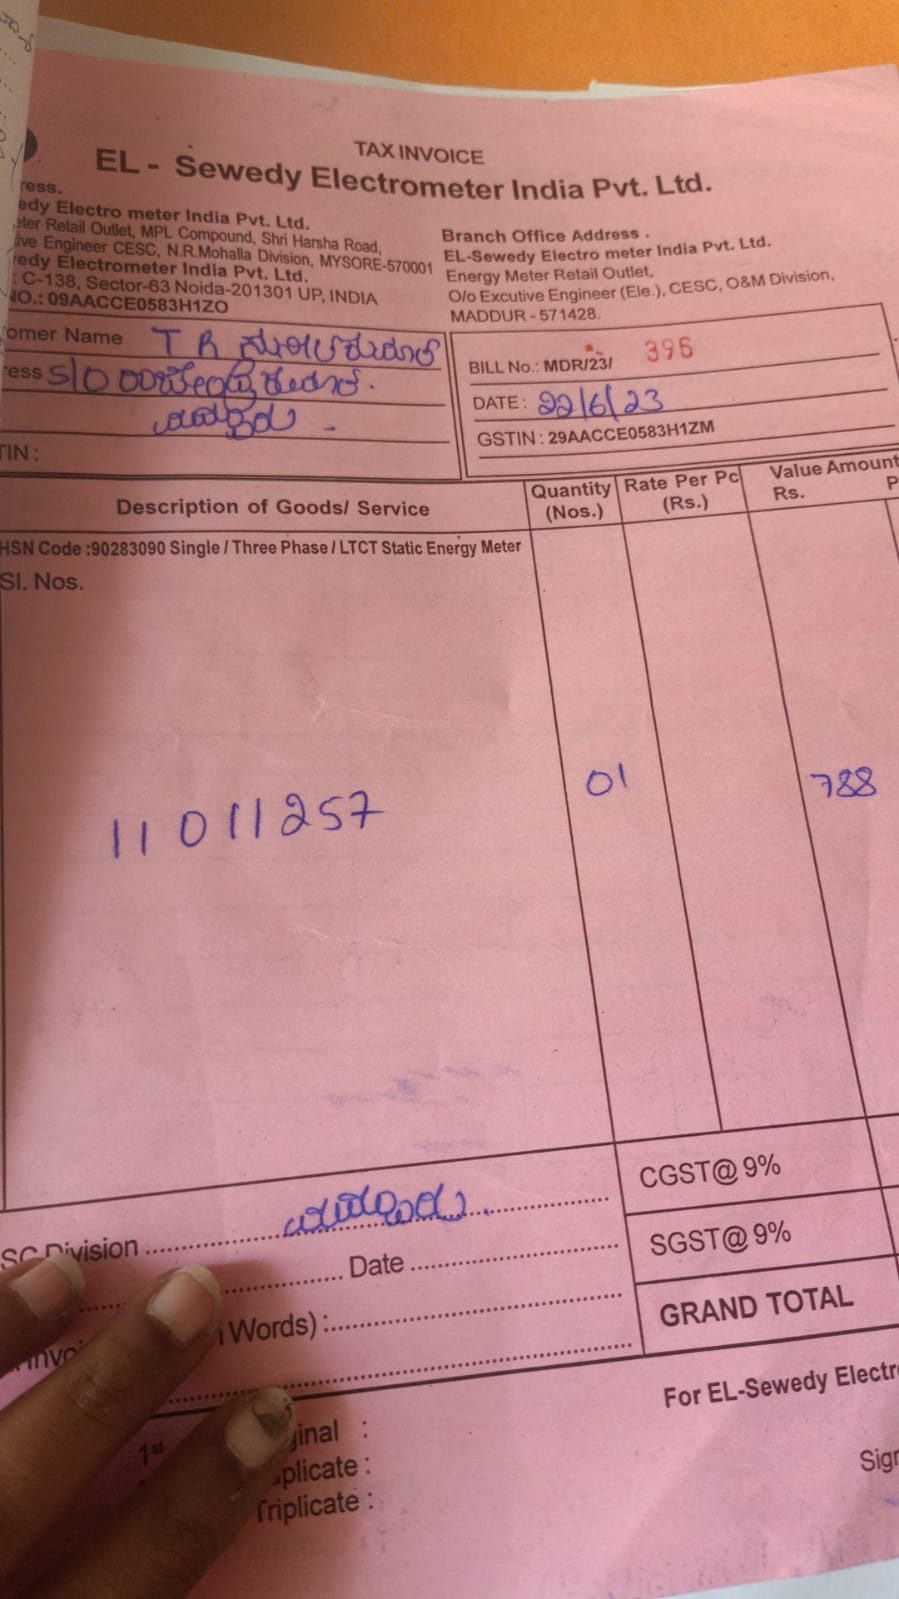 TAX INVOICE
EL - Sewedy Electrometer India Pvt. Ltd.
ress.
edy Electro meter India Pvt. Ltd.
eter Retail Outlet, MPL Compound, Shri Harsha Road,
ive Engineer CESC, N.R.Mohalla Division, MYSORE-570001
edy Electrometer India Pvt. Ltd.
: C-138, Sector-63 Noida-201301 UP, INDIA
NO.: 09AACCE0583H1ZO
Branch Office Address .
EL-Sewedy Electro meter India Pvt. Ltd.
Energy Meter Retail Outlet,
O/o Excutive Engineer (Ele.), CESC, O&M Division,
MADDUR - 571428.
omer Name T R
ress S/O
TIN :
BILL No.: MDR/23/ 396
DATE : 22/6/23
GSTIN : 29AACCE0583H1ZM
Description of Goods/ Service
Quantity (Nos.)
Rate Per Pc (Rs.)
Value Amount
Rs. P
HSN Code :90283090 Single / Three Phase / LTCT Static Energy Meter
Sl. Nos.
11011257 01 788
SC Division
Date
Words) :
CGST@ 9%
SGST@ 9%
GRAND TOTAL
For EL-Sewedy Electr
1st
ginal :
uplicate :
Triplicate :
Sign